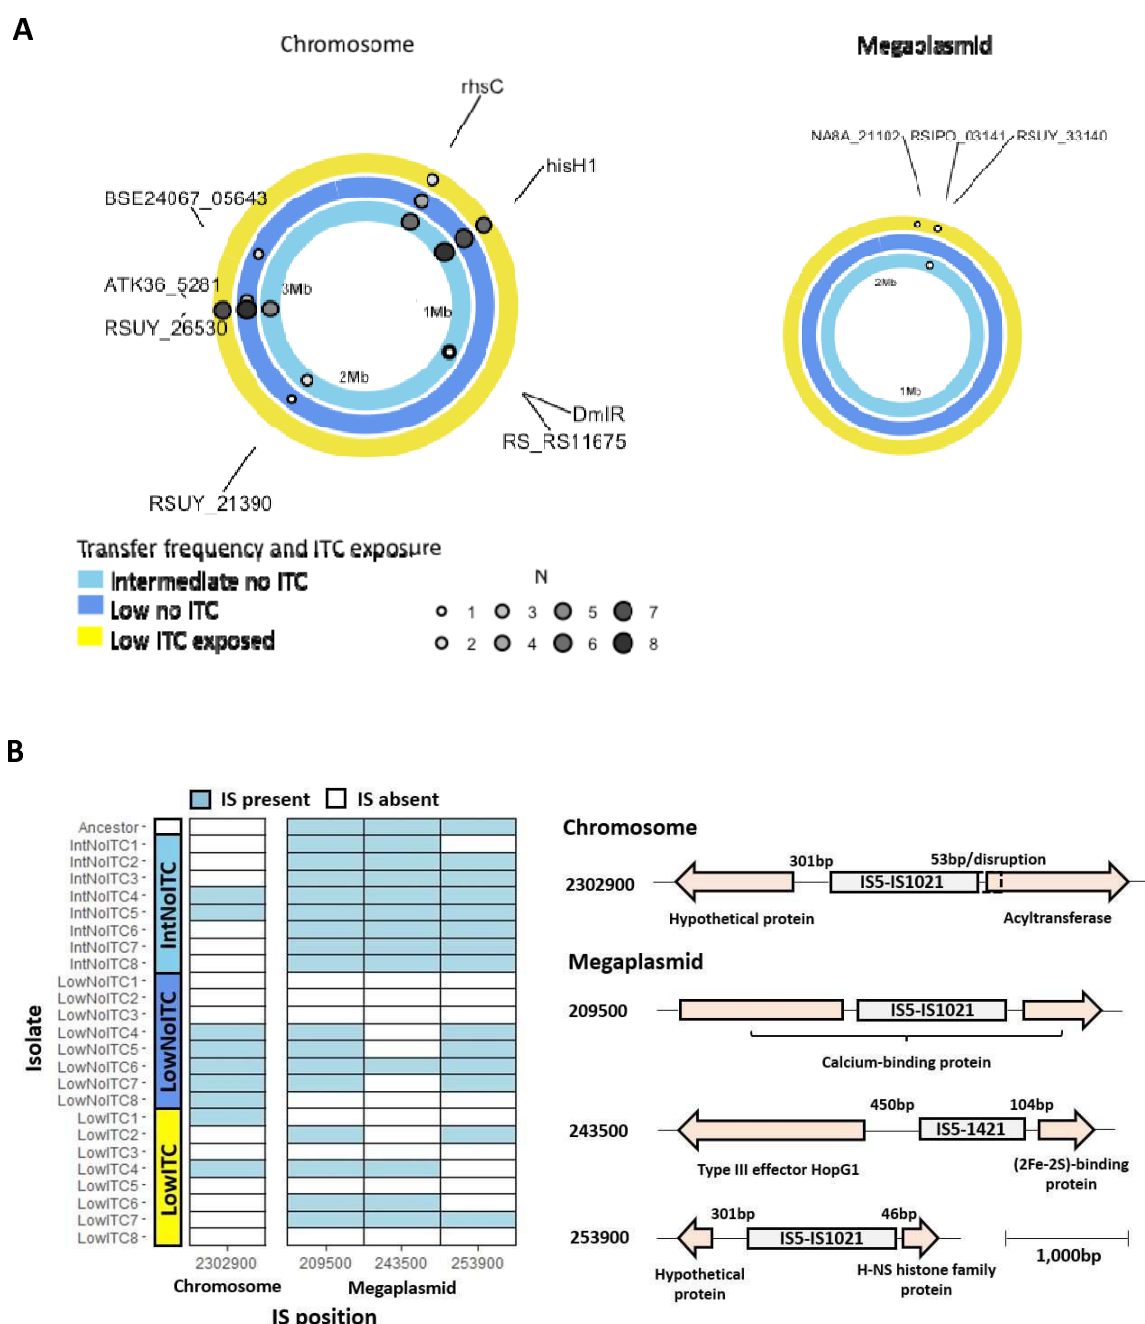 A
Chromosome
Megaplasmid
rhsC
hisH1
NA8A_21102
RSIPO_03141
RSUY_33140
BSE24067_05643
ATK36_5281
RSUY_26530
3Mb
1Mb
2Mb
2Mb
1Mb
DmlR
RS_RS11675
RSUY_21390
Transfer frequency and ITC exposure
Intermediate no ITC
Low no ITC
Low ITC exposed
N
1 3 5 7
2 4 6 8
B
IS present IS absent
Isolate
Ancestor
IntNoITC1
IntNoITC2
IntNoITC3
IntNoITC4
IntNoITC5
IntNoITC6
IntNoITC7
IntNoITC8
LowNoITC1
LowNoITC2
LowNoITC3
LowNoITC4
LowNoITC5
LowNoITC6
LowNoITC7
LowNoITC8
LowITC1
LowITC2
LowITC3
LowITC4
LowITC5
LowITC6
LowITC7
LowITC8
IntNoITC
LowNoITC
LowITC
2302900 209500 243500 253900
Chromosome Megaplasmid
IS position
Chromosome
301bp 53bp/disruption
2302900 IS5-IS1021
Hypothetical protein Acyltransferase
Megaplasmid
209500 IS5-IS1021
Calcium-binding protein
450bp 104bp
243500 IS5-1421
Type III effector HopG1 (2Fe-2S)-binding
protein
301bp 46bp
253900 IS5-IS1021
Hypothetical
protein
H-NS histone family
protein
1,000bp